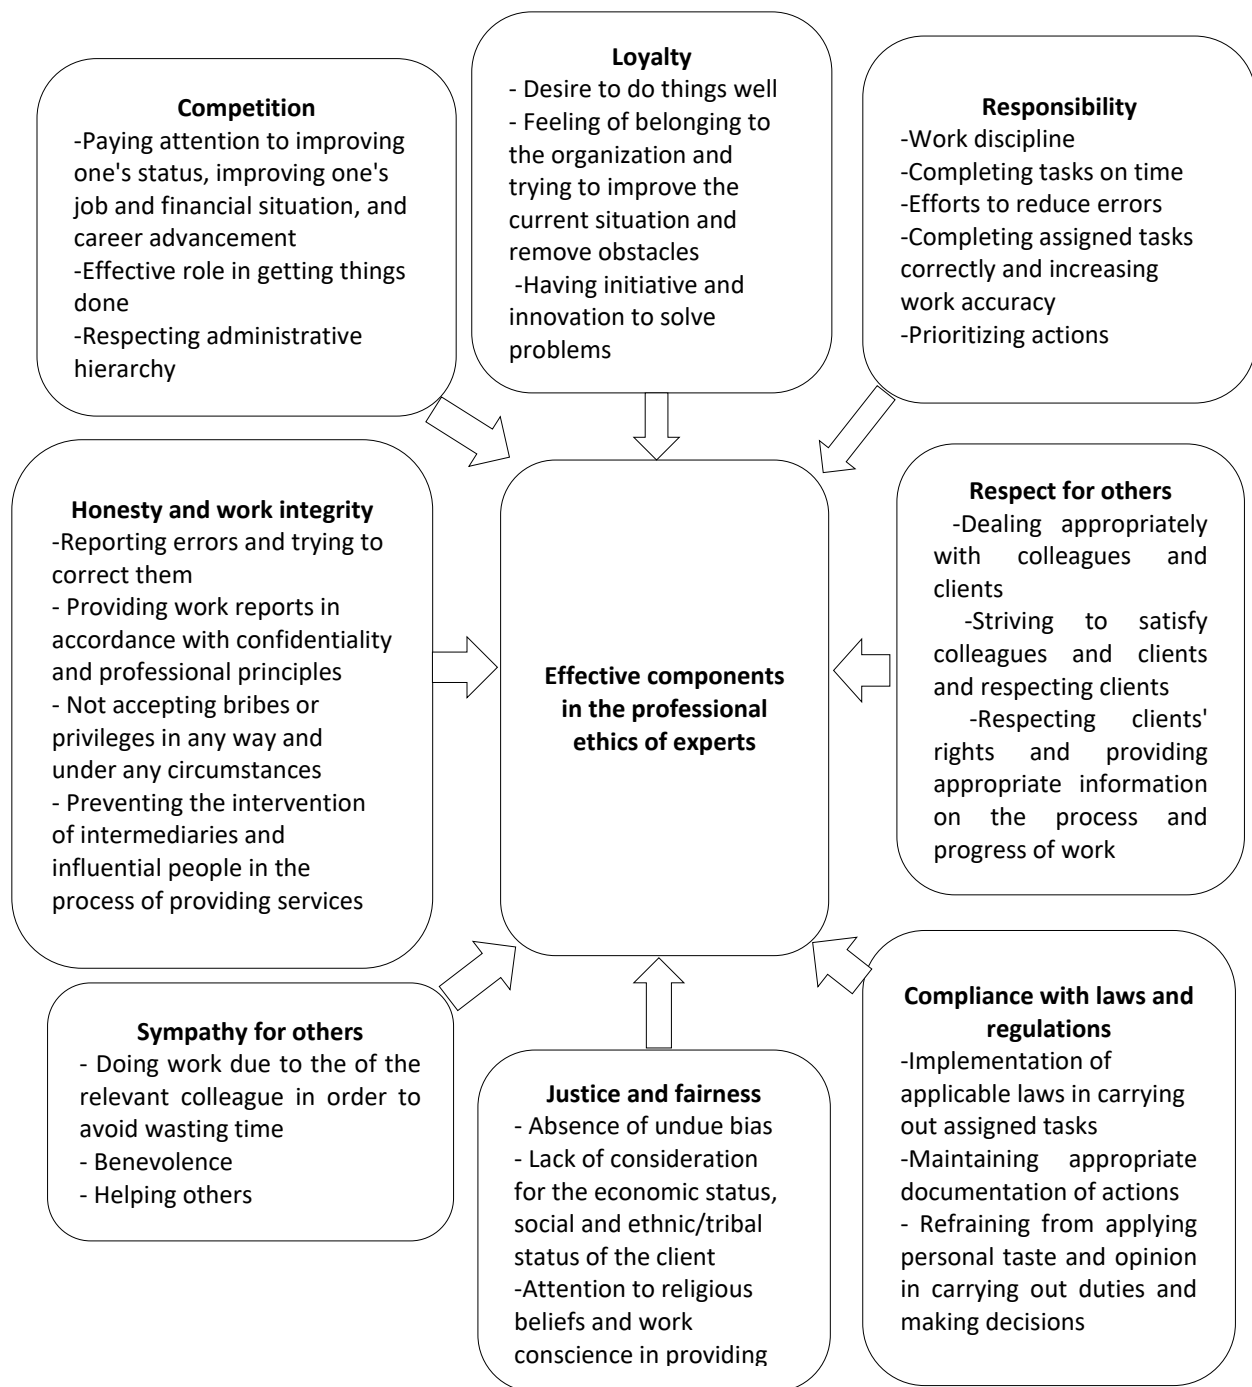 Competition
-Paying attention to improving
one's status, improving one's
job and financial situation, and
career advancement
-Effective role in getting things
done
-Respecting administrative
hierarchy
Loyalty
- Desire to do things well
- Feeling of belonging to
the organization and
trying to improve the
current situation and
remove obstacles
-Having initiative and
innovation to solve
problems
Responsibility
-Work discipline
-Completing tasks on time
-Efforts to reduce errors
-Completing assigned tasks
correctly and increasing
work accuracy
-Prioritizing actions
Honesty and work integrity
-Reporting errors and trying to
correct them
- Providing work reports in
accordance with confidentiality
and professional principles
- Not accepting bribes or
privileges in any way and
under any circumstances
- Preventing the intervention
of intermediaries and
influential people in the
process of providing services
Effective components
in the professional
ethics of experts
Respect for others
-Dealing appropriately
with colleagues and
clients
-Striving to satisfy
colleagues and clients
and respecting clients
-Respecting clients'
rights and providing
appropriate information
on the process and
progress of work
Sympathy for others
- Doing work due to the of the
relevant colleague in order to
avoid wasting time
- Benevolence
- Helping others
Justice and fairness
- Absence of undue bias
- Lack of consideration
for the economic status,
social and ethnic/tribal
status of the client
-Attention to religious
beliefs and work
conscience in providing
Compliance with laws and
regulations
-Implementation of
applicable laws in carrying
out assigned tasks
-Maintaining appropriate
documentation of actions
- Refraining from applying
personal taste and opinion
in carrying out duties and
making decisions